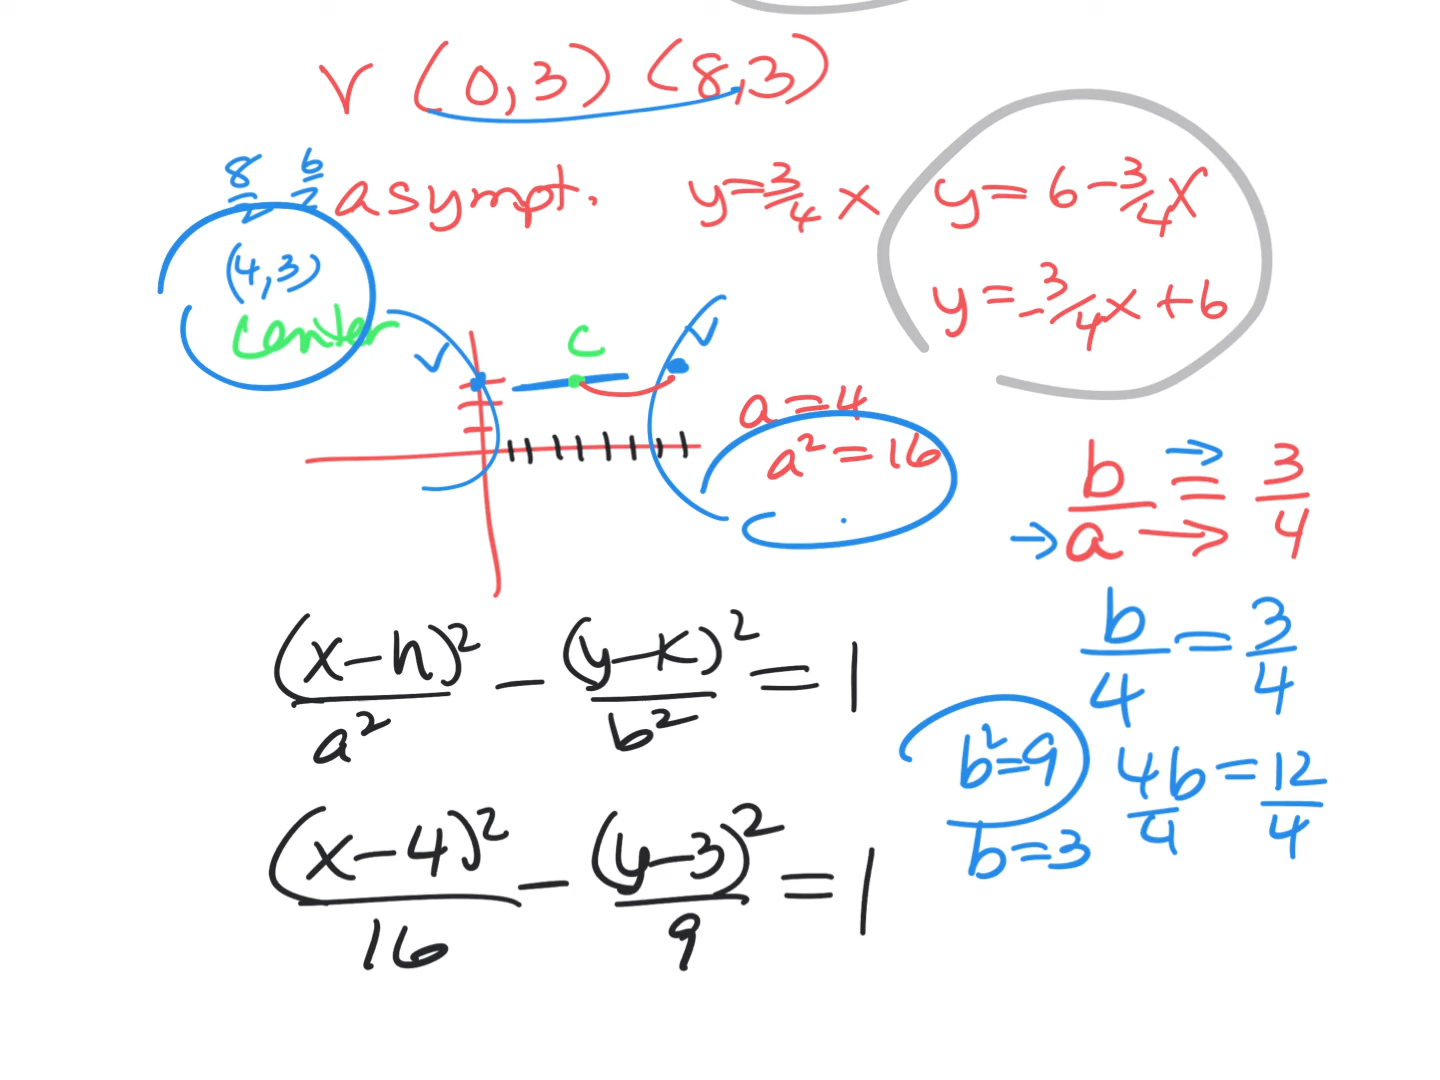 V (0,3) (8,3)
8/2 6/2 asympt. y=3/4 x y=6-3/4x
(4,3)
center
y=-3/4x+6
C
V V
a=4
a²=16
b/a = 3/4
(x-h)²/a² - (y-k)²/b² = 1
b/4 = 3/4
b²=9
4b/4 = 12/4
b=3
(x-4)²/16 - (y-3)²/9 = 1